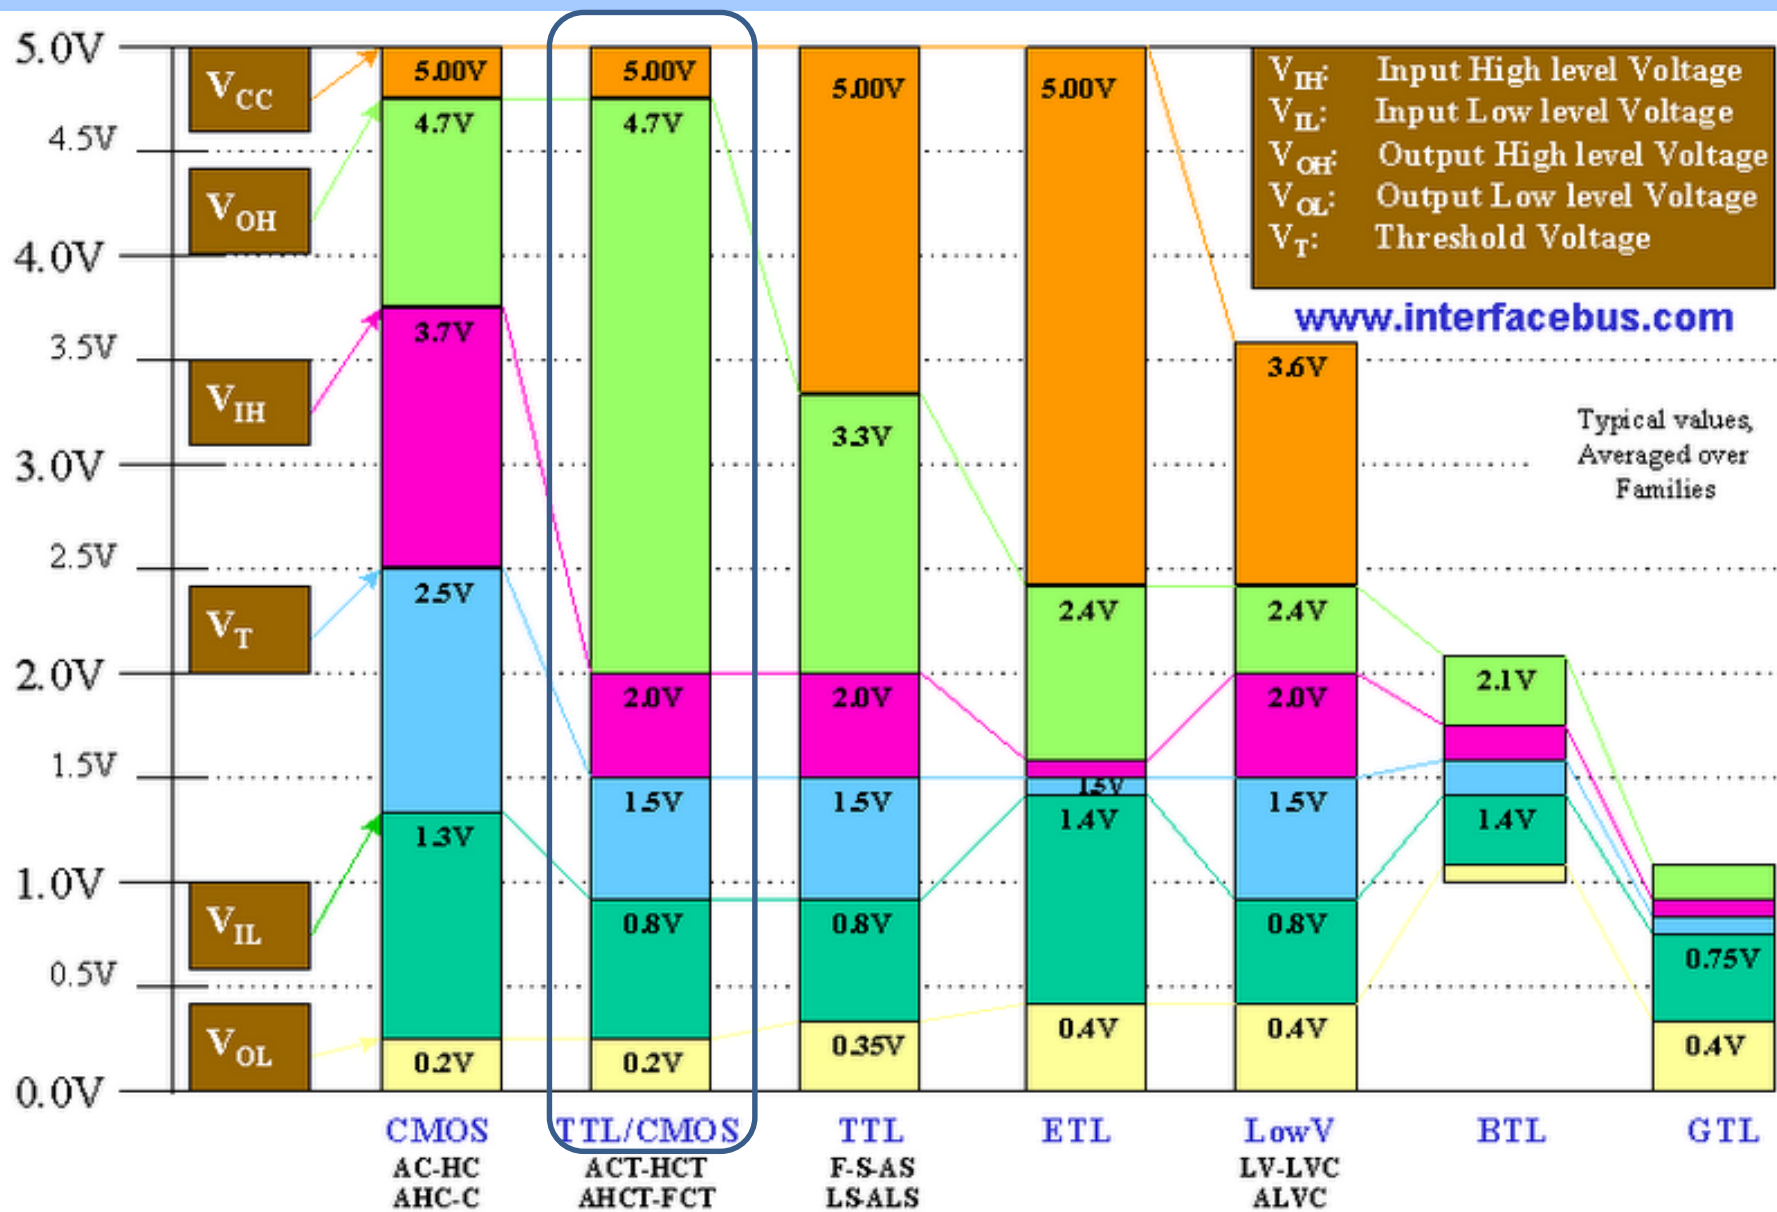 5.0V
4.5V
4.0V
3.5V
3.0V
2.5V
2.0V
1.5V
1.0V
0.5V
0.0V
VCC
VOH
VIH
VT
VIL
VOL
5.00V
4.7V
3.7V
2.5V
1.3V
0.2V
CMOS
AC-HC
AHC-C
5.00V
4.7V
2.0V
1.5V
0.8V
0.2V
TTL/CMOS
ACT-HCT
AHCT-FCT
5.00V
3.3V
2.0V
1.5V
0.8V
0.35V
TTL
F-S-AS
LS-ALS
5.00V
2.4V
1.5V
1.4V
0.4V
ETL
3.6V
2.4V
2.0V
1.5V
0.8V
0.4V
LowV
LV-LVC
ALVC
2.1V
1.4V
BTL
0.75V
0.4V
GTL
VIH: Input High level Voltage
VIL: Input Low level Voltage
VOH: Output High level Voltage
VOL: Output Low level Voltage
VT: Threshold Voltage
www.interfacebus.com
Typical values,
Averaged over
Families